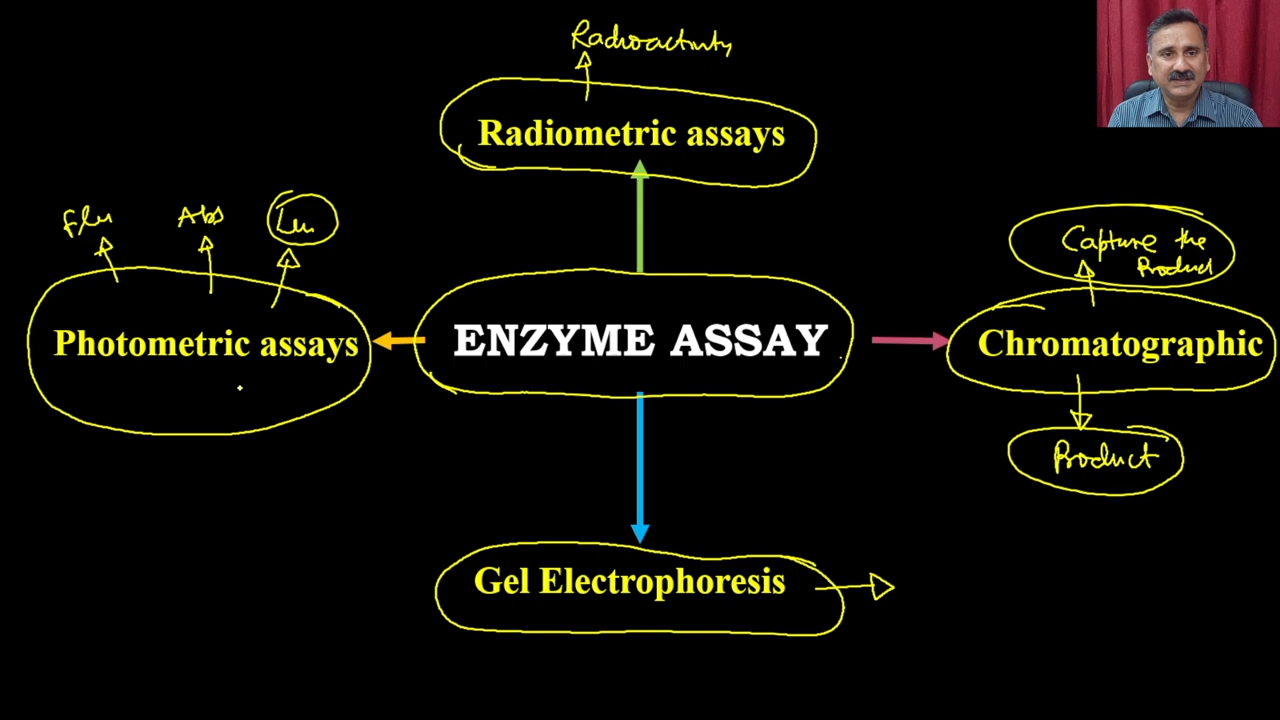 Radioactivity
Radiometric assays
Flu Abs Lu
Capture the
Product
Photometric assays
ENZYME ASSAY
Chromatographic
Product
Gel Electrophoresis